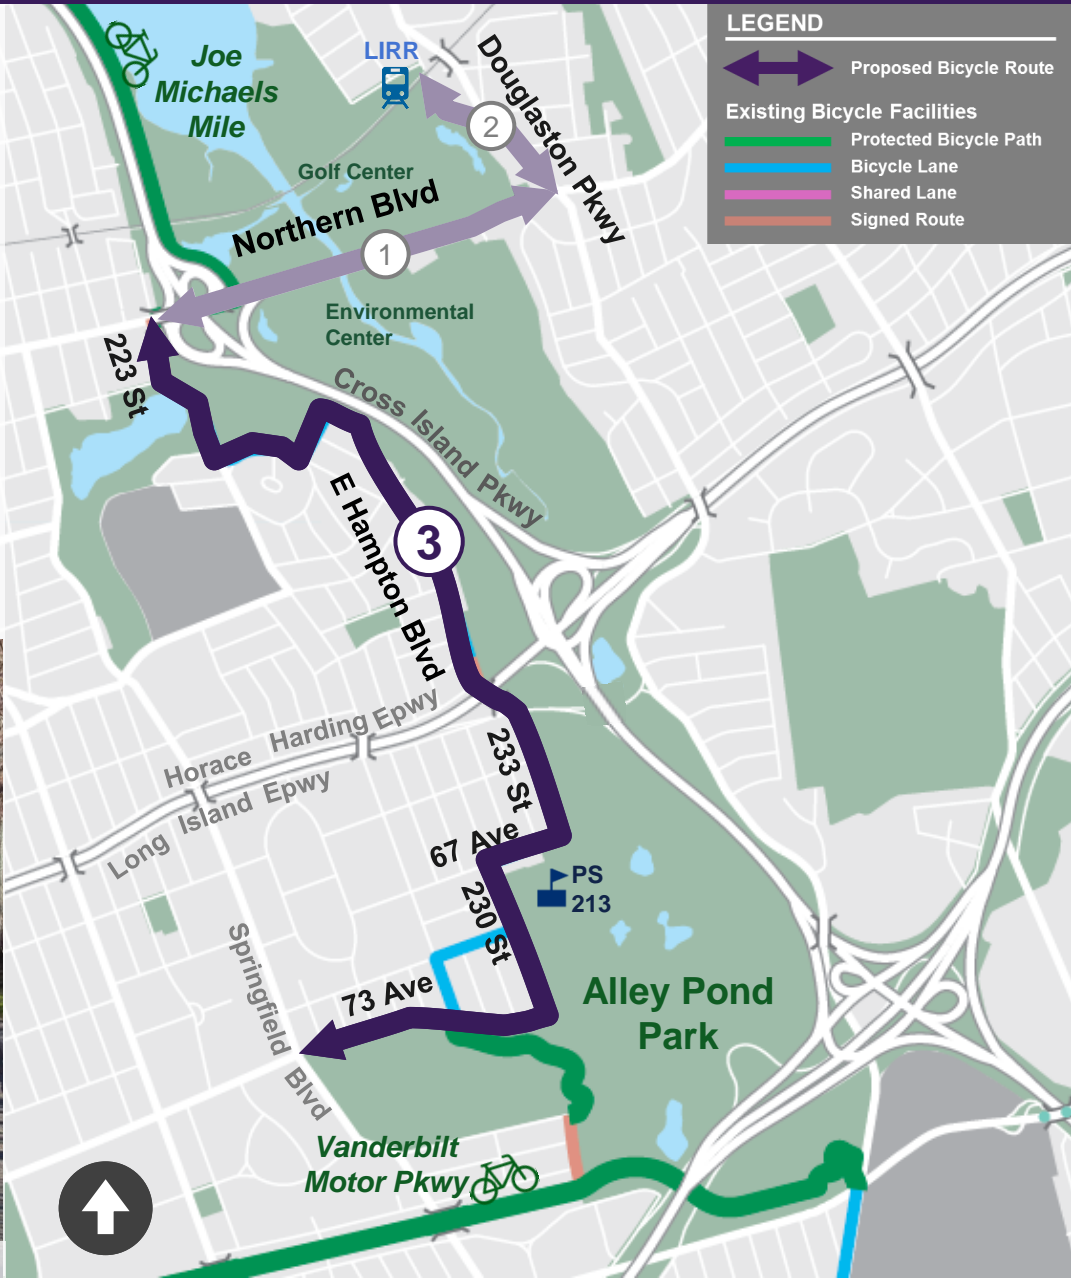 LEGEND
Proposed Bicycle Route
Existing Bicycle Facilities
Protected Bicycle Path
Bicycle Lane
Shared Lane
Signed Route
Joe
Michaels
Mile
LIRR
Douglaston Pkwy
2
Golf Center
Northern Blvd
1
Environmental
Center
223 St
Cross Island Pkwy
E Hampton Blvd
3
Horace Harding Epwy
Long Island Epwy
233 St
67 Ave
PS
213
230 St
Springfield Blvd
73 Ave
Alley Pond
Park
Vanderbilt
Motor Pkwy